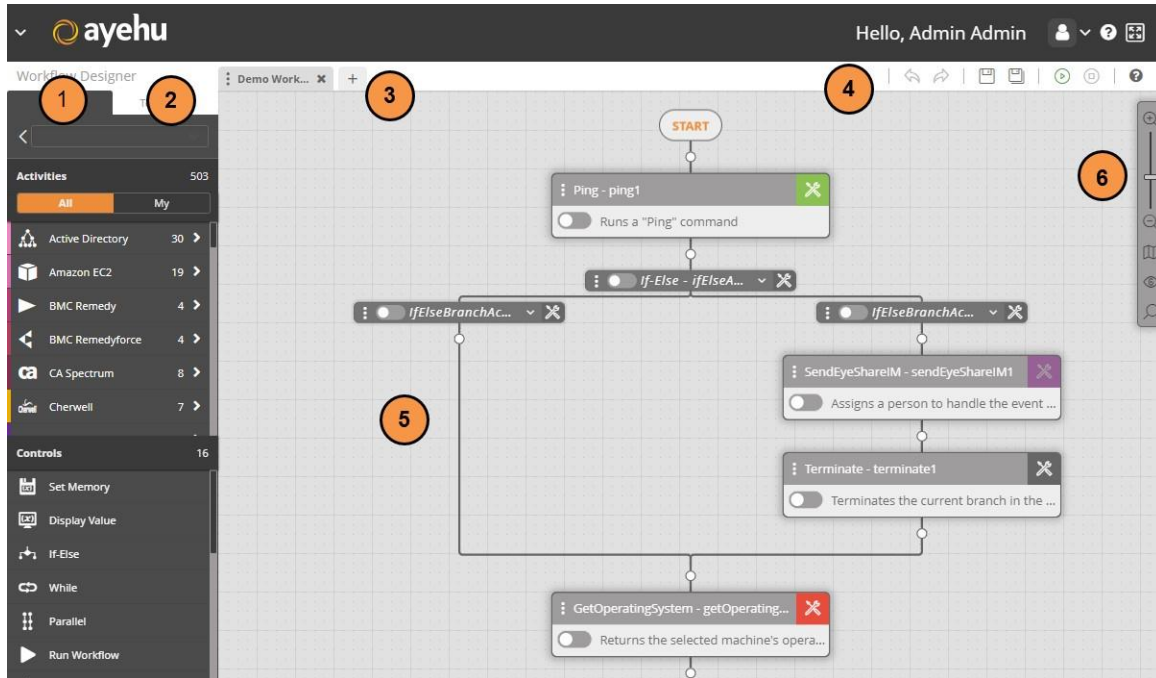 ayehu
Hello, Admin Admin
Workflow Designer
1
2
Demo Work...
3
4
Activities 503
All My
Active Directory 30
Amazon EC2 19
BMC Remedy 4
BMC Remedyforce 4
ca CA Spectrum 8
Cherwell 7
Controls 16
Set Memory
Display Value
If-Else
While
Parallel
Run Workflow
START
Ping - ping1
Runs a "Ping" command
If-Else - ifElseA...
IfElseBranchAc...
IfElseBranchAc...
SendEyeShareIM - sendEyeShareIM1
Assigns a person to handle the event ...
Terminate - terminate1
Terminates the current branch in the ...
5
6
GetOperatingSystem - getOperating...
Returns the selected machine's opera...